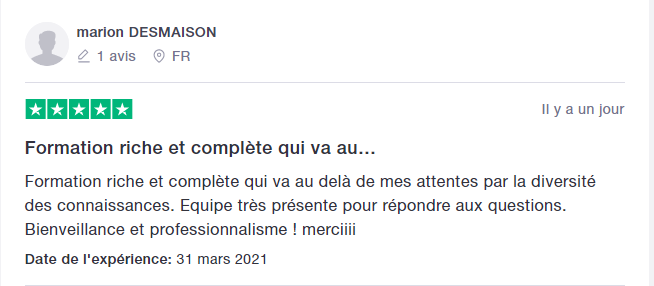 marion DESMAISON
1 avis FR
Il y a un jour
Formation riche et complète qui va au…
Formation riche et complète qui va au delà de mes attentes par la diversité
des connaissances. Equipe très présente pour répondre aux questions.
Bienveillance et professionnalisme ! merciiii
Date de l'expérience: 31 mars 2021